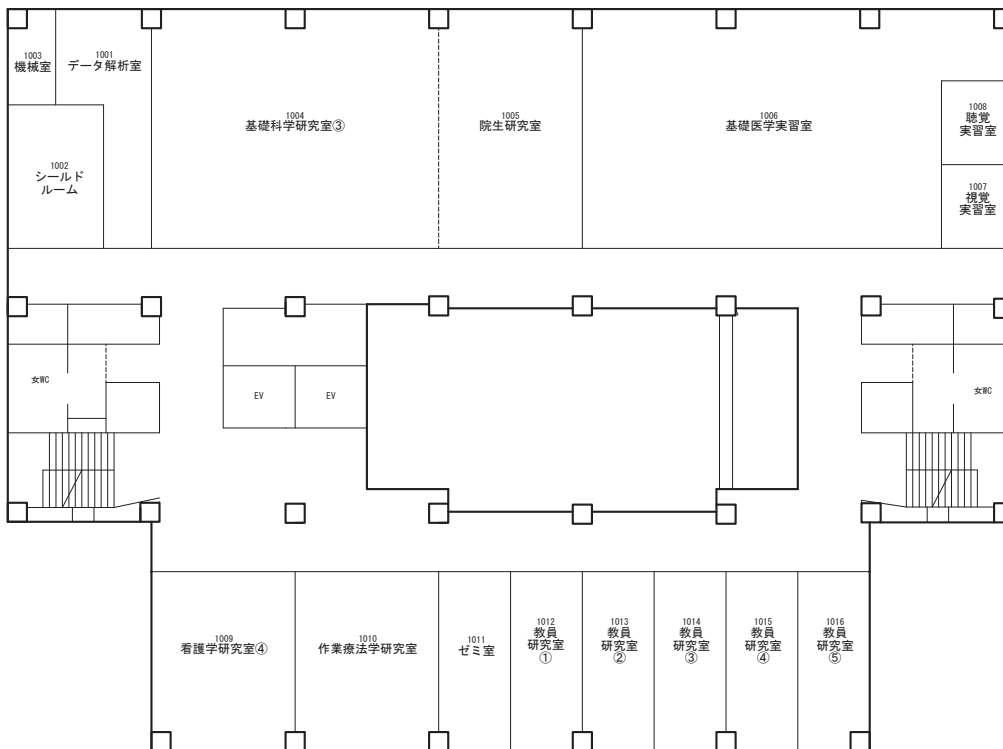 1003
機械室
1001
データ解析室
1002
シールド
ルーム
1004
基礎科学研究室③
1005
院生研究室
1006
基礎医学実習室
1008
聴覚
実習室
1007
視覚
実習室
女WC
EV
EV
女WC
1009
看護学研究室④
1010
作業療法学研究室
1011
ゼミ室
1012
教員
研究室
①
1013
教員
研究室
②
1014
教員
研究室
③
1015
教員
研究室
④
1016
教員
研究室
⑤